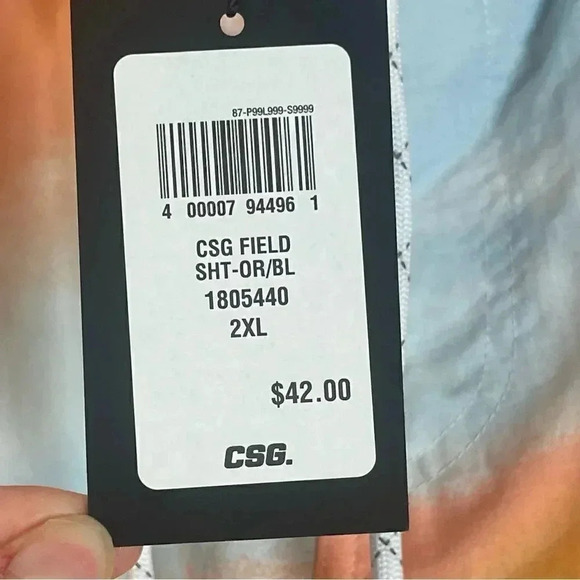 87-P99L999-S9999
4 00007 94496 1
CSG FIELD
SHT-OR/BL
1805440
2XL
$42.00
CSG.